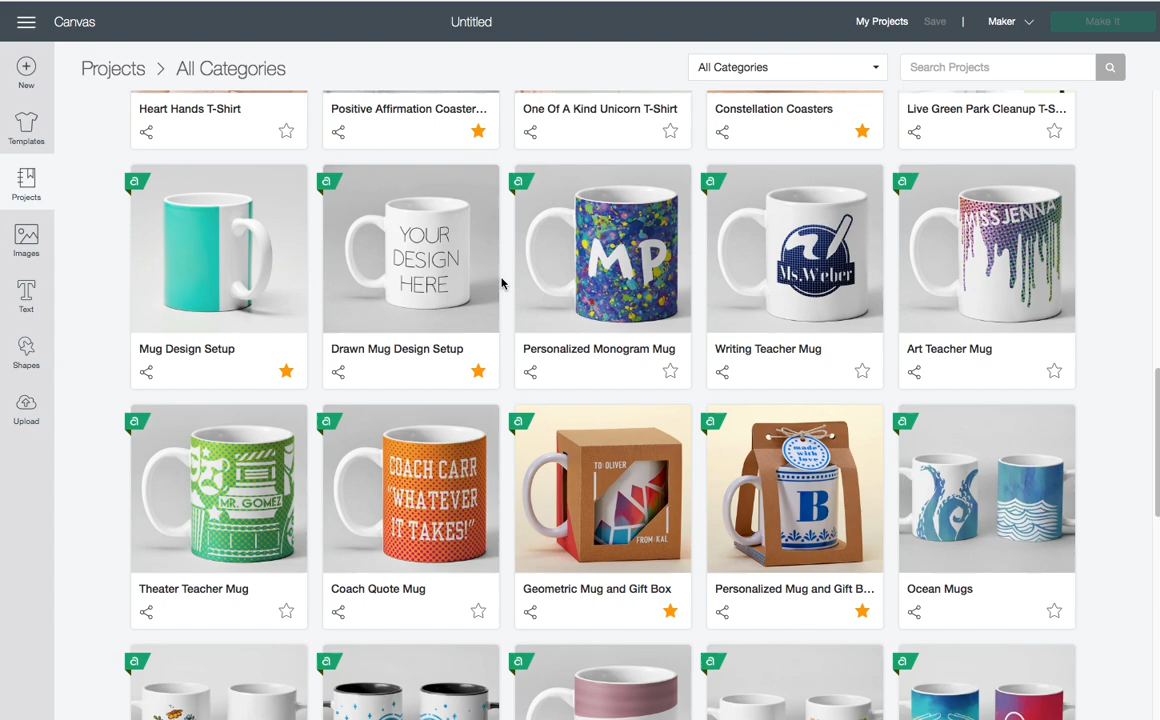 Canvas
Untitled
My Projects Save | Maker Make It
New
Templates
Projects
Images
Text
Shapes
Upload
Projects > All Categories
All Categories
Search Projects
Heart Hands T-Shirt
Positive Affirmation Coaster...
One Of A Kind Unicorn T-Shirt
Constellation Coasters
Live Green Park Cleanup T-S...
YOUR
DESIGN
HERE
MP
Ms. Weber
MISS JENNA
Mug Design Setup
Drawn Mug Design Setup
Personalized Monogram Mug
Writing Teacher Mug
Art Teacher Mug
MR. GOMEZ
COACH CARR
"WHATEVER
IT TAKES!"
TO: OLIVER
FROM: KAI
made
with
love
B
Theater Teacher Mug
Coach Quote Mug
Geometric Mug and Gift Box
Personalized Mug and Gift B...
Ocean Mugs